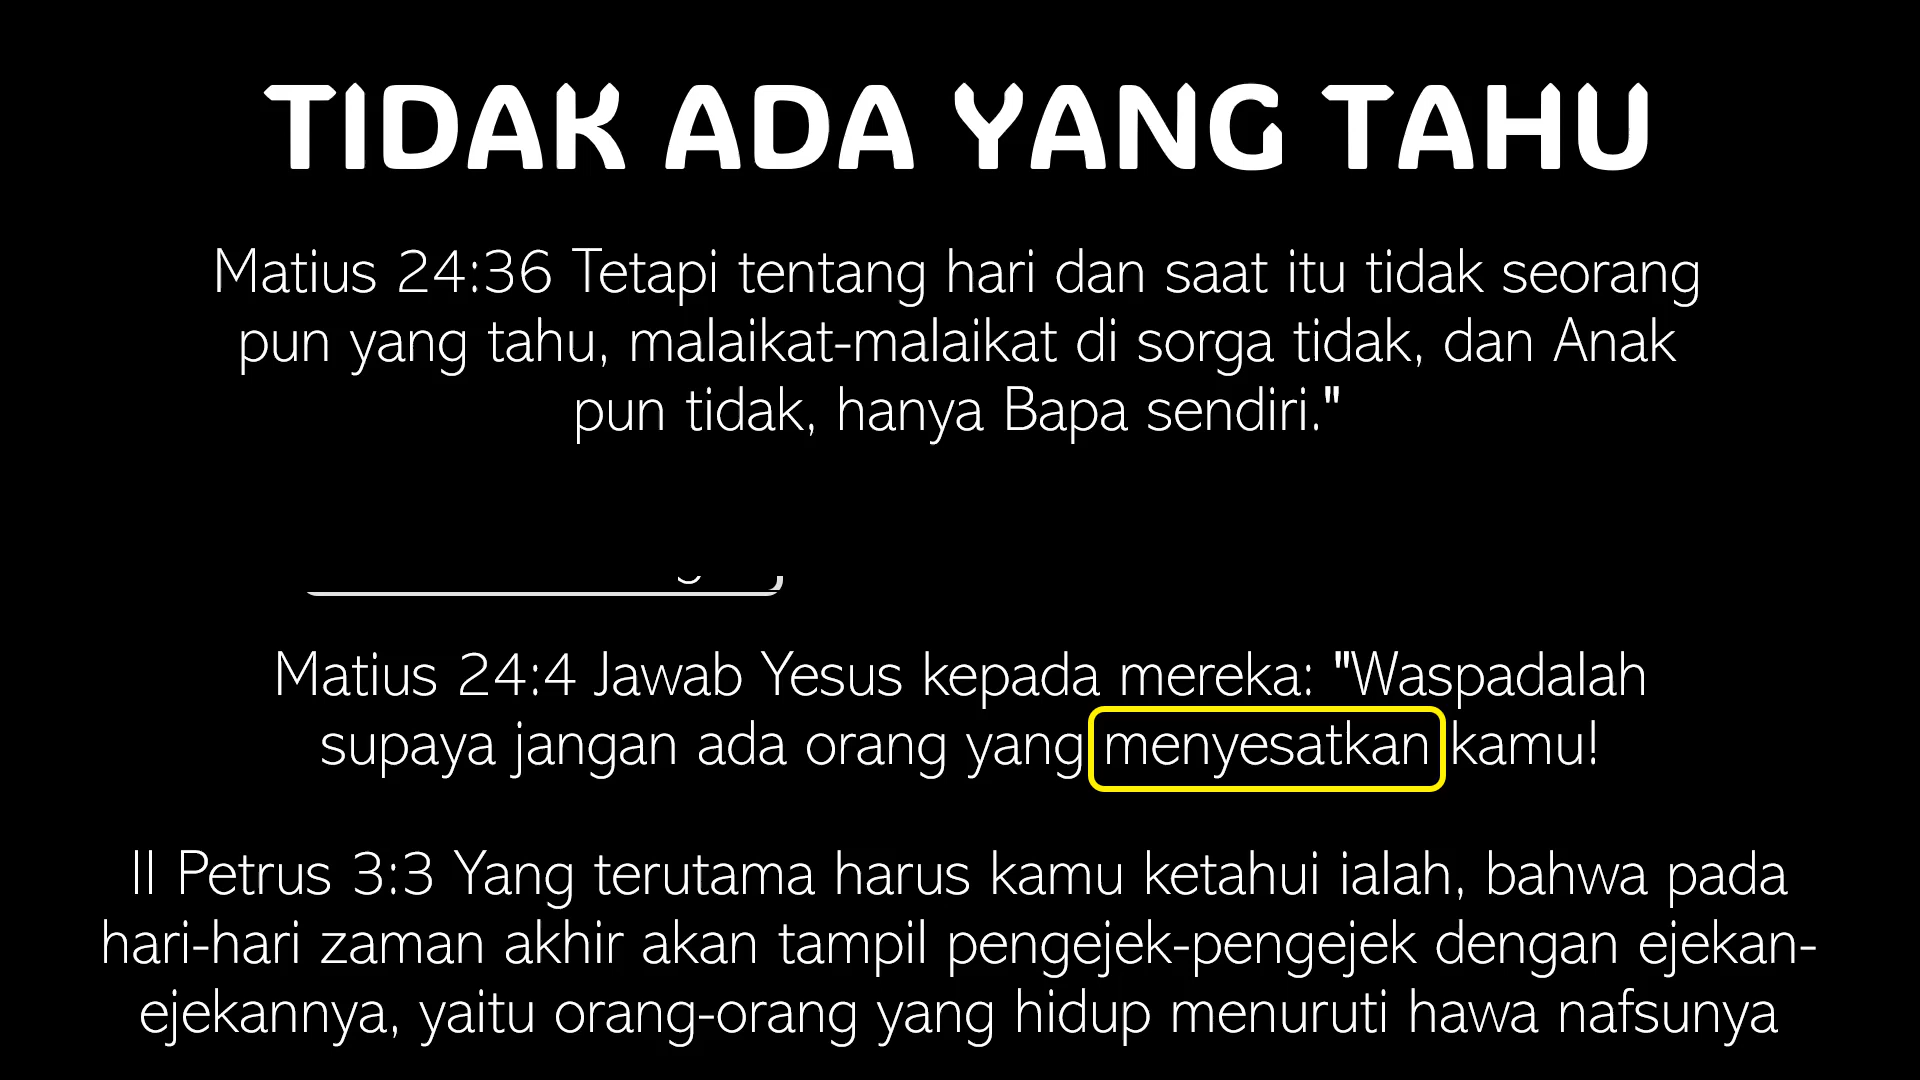 TIDAK ADA YANG TAHU
Matius 24:36 Tetapi tentang hari dan saat itu tidak seorang
pun yang tahu, malaikat-malaikat di sorga tidak, dan Anak
pun tidak, hanya Bapa sendiri."
Matius 24:4 Jawab Yesus kepada mereka: "Waspadalah
supaya jangan ada orang yang menyesatkan kamu!
II Petrus 3:3 Yang terutama harus kamu ketahui ialah, bahwa pada
hari-hari zaman akhir akan tampil pengejek-pengejek dengan ejekan-
ejekannya, yaitu orang-orang yang hidup menuruti hawa nafsunya